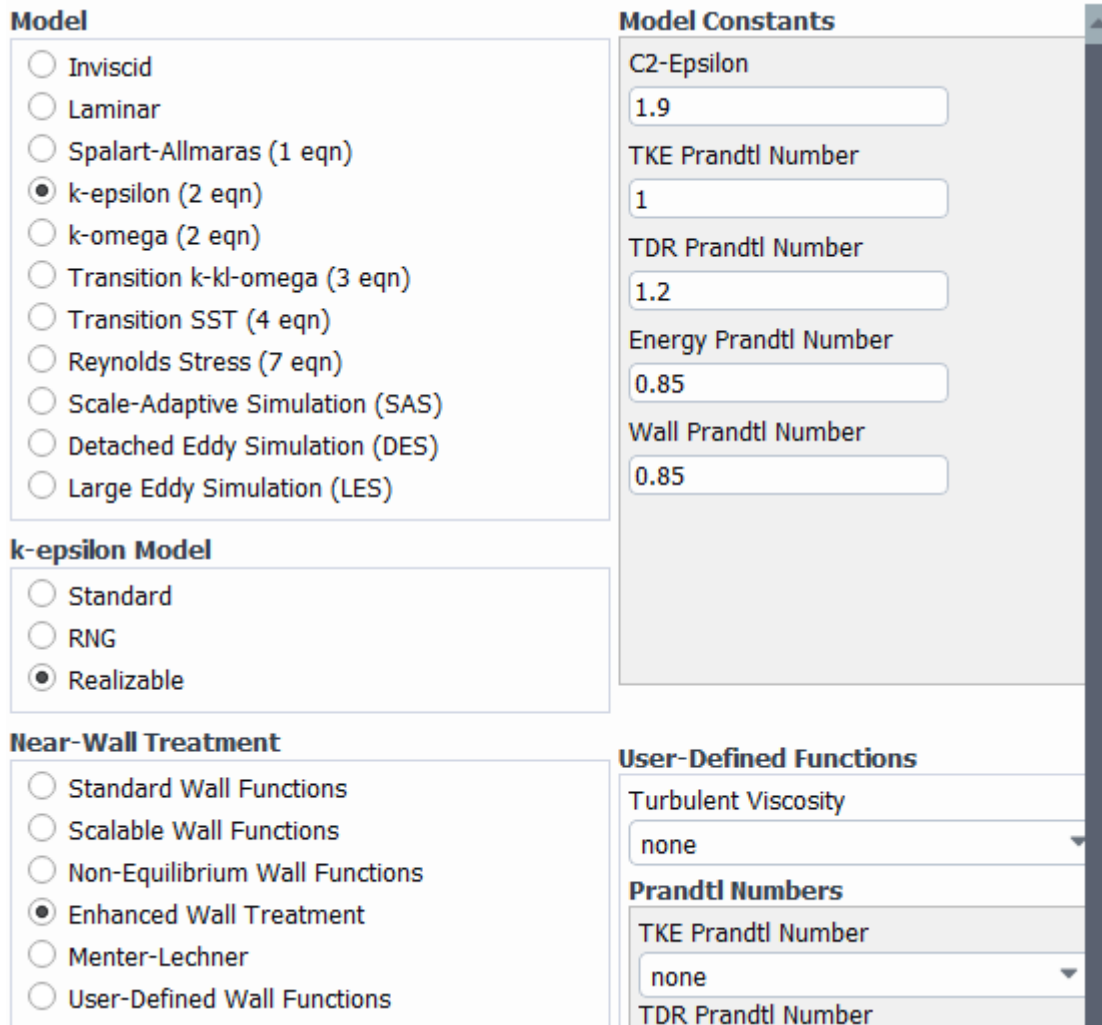 Model
Inviscid
Laminar
Spalart-Allmaras (1 eqn)
k-epsilon (2 eqn)
k-omega (2 eqn)
Transition k-kl-omega (3 eqn)
Transition SST (4 eqn)
Reynolds Stress (7 eqn)
Scale-Adaptive Simulation (SAS)
Detached Eddy Simulation (DES)
Large Eddy Simulation (LES)
k-epsilon Model
Standard
RNG
Realizable
Near-Wall Treatment
Standard Wall Functions
Scalable Wall Functions
Non-Equilibrium Wall Functions
Enhanced Wall Treatment
Menter-Lechner
User-Defined Wall Functions
Model Constants
C2-Epsilon
1.9
TKE Prandtl Number
1
TDR Prandtl Number
1.2
Energy Prandtl Number
0.85
Wall Prandtl Number
0.85
User-Defined Functions
Turbulent Viscosity
none
Prandtl Numbers
TKE Prandtl Number
none
TDR Prandtl Number